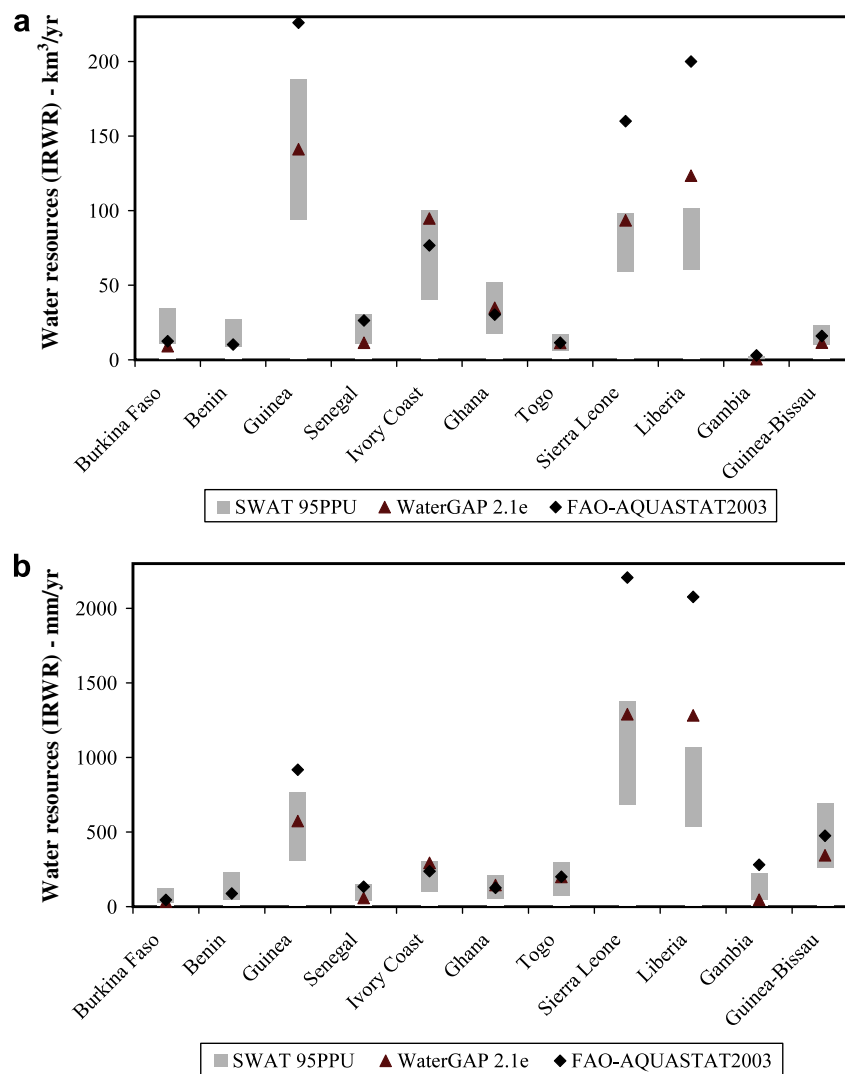 a
Water resources (IRWR) - km³/yr
200
150
100
50
0
Burkina Faso
Benin
Guinea
Senegal
Ivory Coast
Ghana
Togo
Sierra Leone
Liberia
Gambia
Guinea-Bissau
SWAT 95PPU WaterGAP 2.1e FAO-AQUASTAT2003
b
Water resources (IRWR) - mm/yr
2000
1500
1000
500
0
Burkina Faso
Benin
Guinea
Senegal
Ivory Coast
Ghana
Togo
Sierra Leone
Liberia
Gambia
Guinea-Bissau
SWAT 95PPU WaterGAP 2.1e FAO-AQUASTAT2003